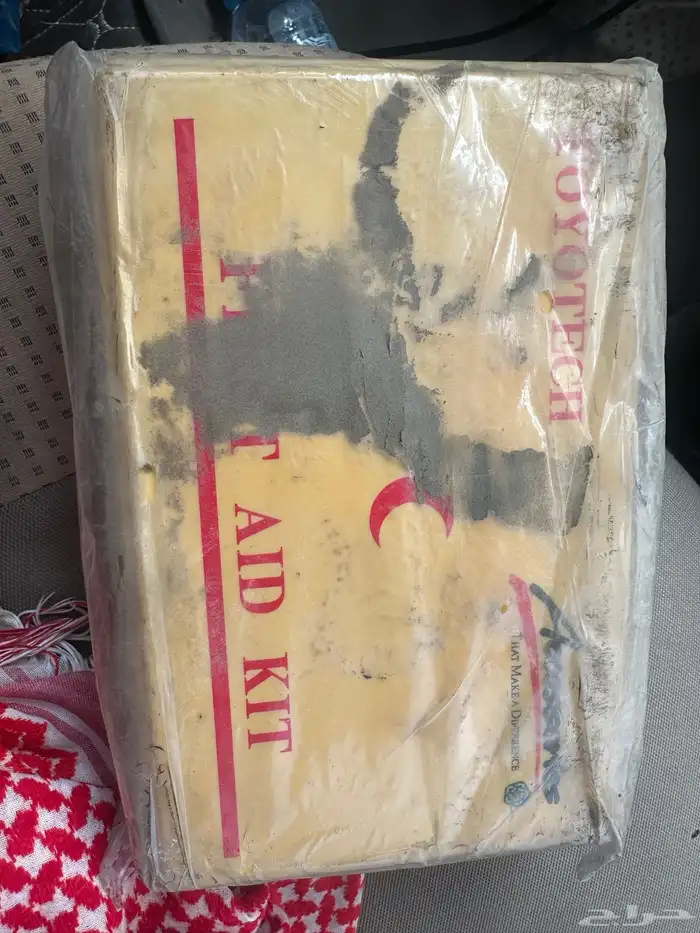 TOYOTECH
THAT MAKE A DIFFERENCE
AID KIT
حراج